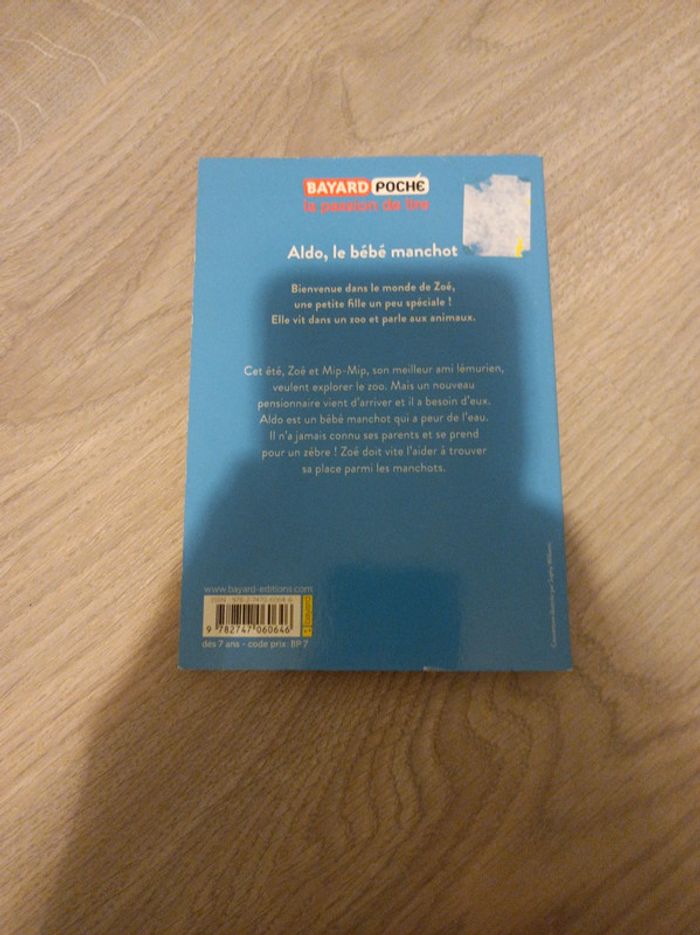 BAYARD POCHE
la passion de lire
Aldo, le bébé manchot
Bienvenue dans le monde de Zoé,
une petite fille un peu spéciale !
Elle vit dans un zoo et parle aux animaux.
Cet été, Zoé et Mip-Mip, son meilleur ami lémurien,
veulent explorer le zoo. Mais un nouveau
pensionnaire vient d'arriver et il a besoin d'eux.
Aldo est un bébé manchot qui a peur de l'eau.
Il n'a jamais connu ses parents et se prend
pour un zèbre ! Zoé doit vite l'aider à trouver
sa place parmi les manchots.
www.bayard-editions.com
9 782747 060646
dès 7 ans - code prix : BP 7